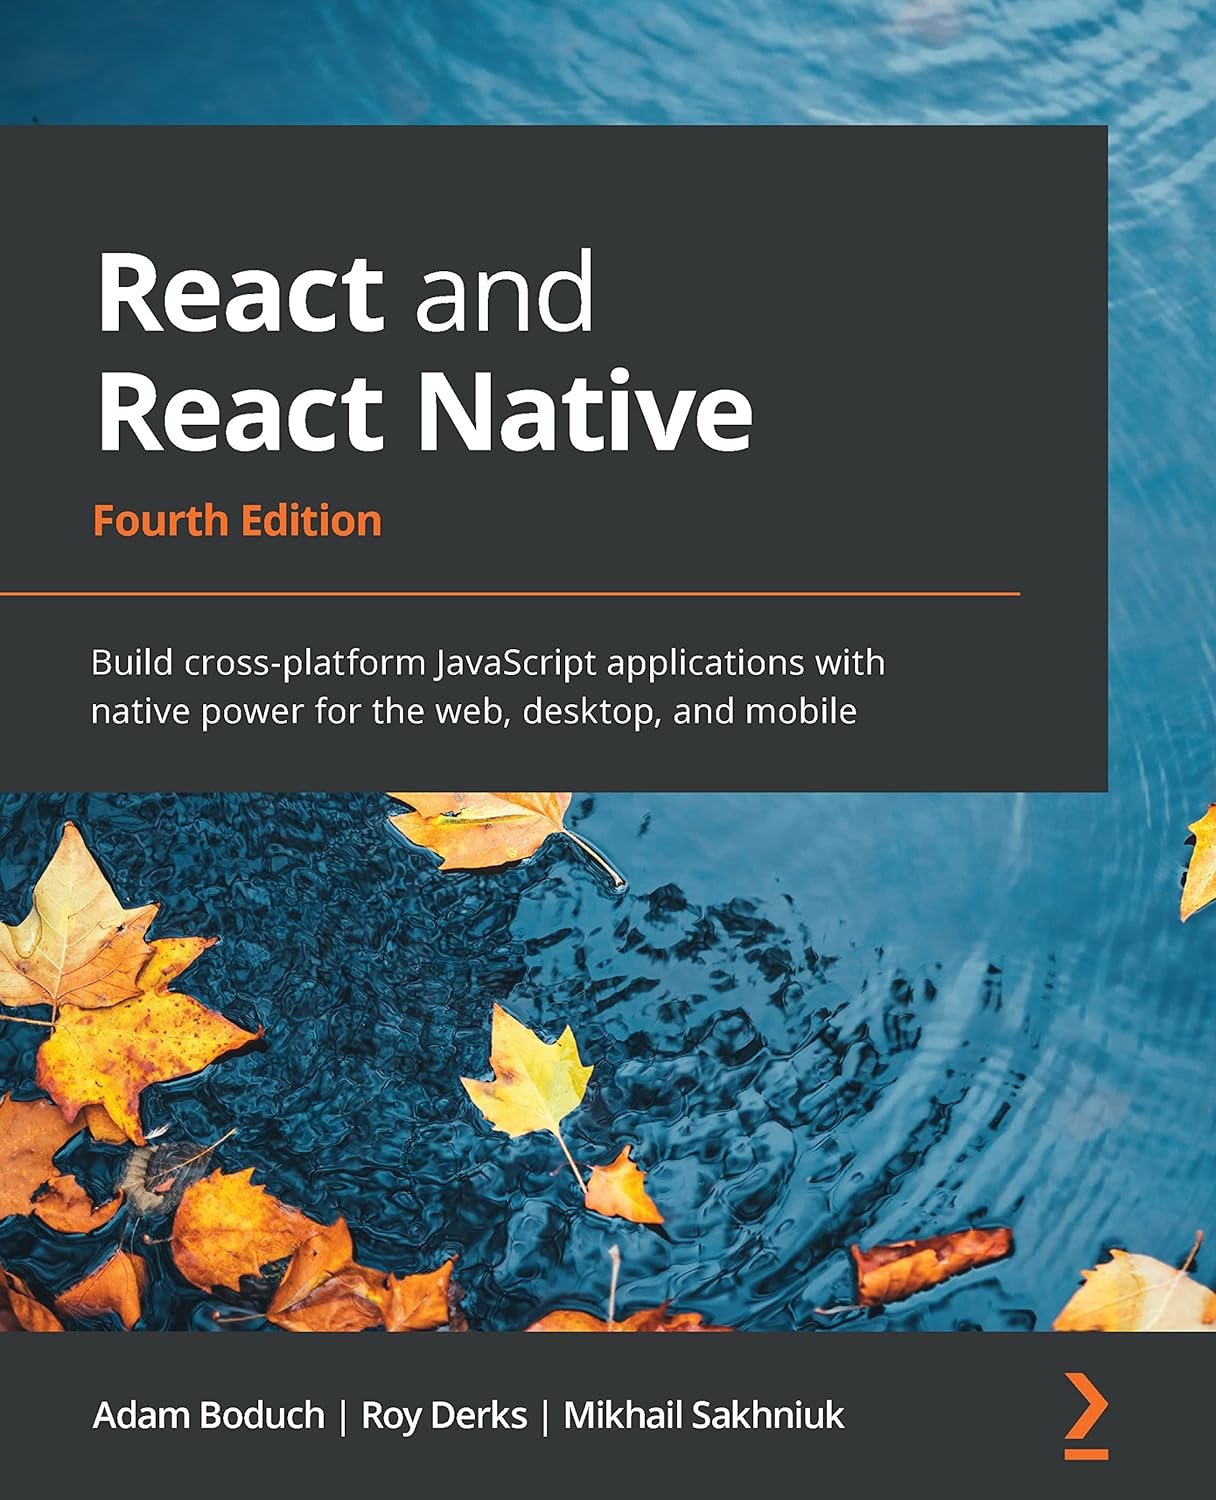 React and
React Native
Fourth Edition
Build cross-platform JavaScript applications with
native power for the web, desktop, and mobile
Adam Boduch | Roy Derks | Mikhail Sakhniuk